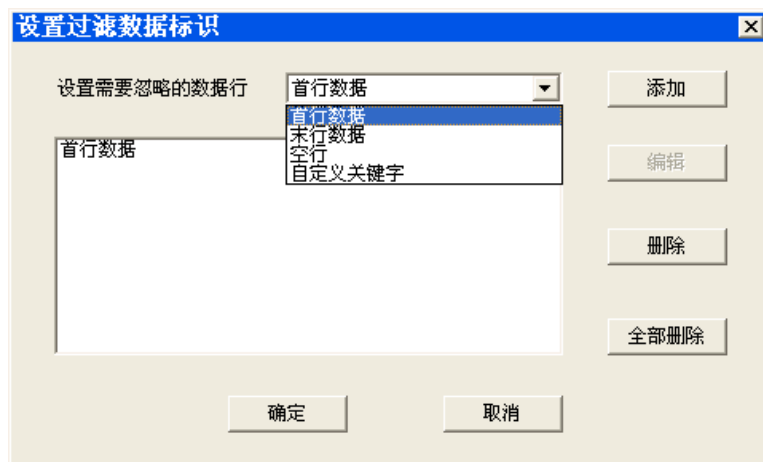 设置过滤数据标识
设置需要忽略的数据行
首行数据
添加
首行数据
末行数据
空行
自定义关键字
首行数据
编辑
删除
全部删除
确定
取消